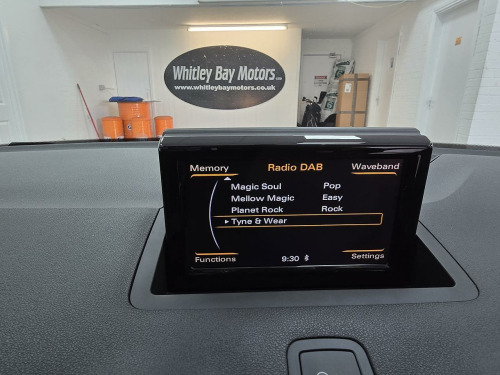 Whitley Bay Motors.com
www.whitleybaymotors.co.uk
Memory Radio DAB Waveband
Magic Soul Pop
Mellow Magic Easy
Planet Rock Rock
Tyne & Wear
Functions 9:30 Settings